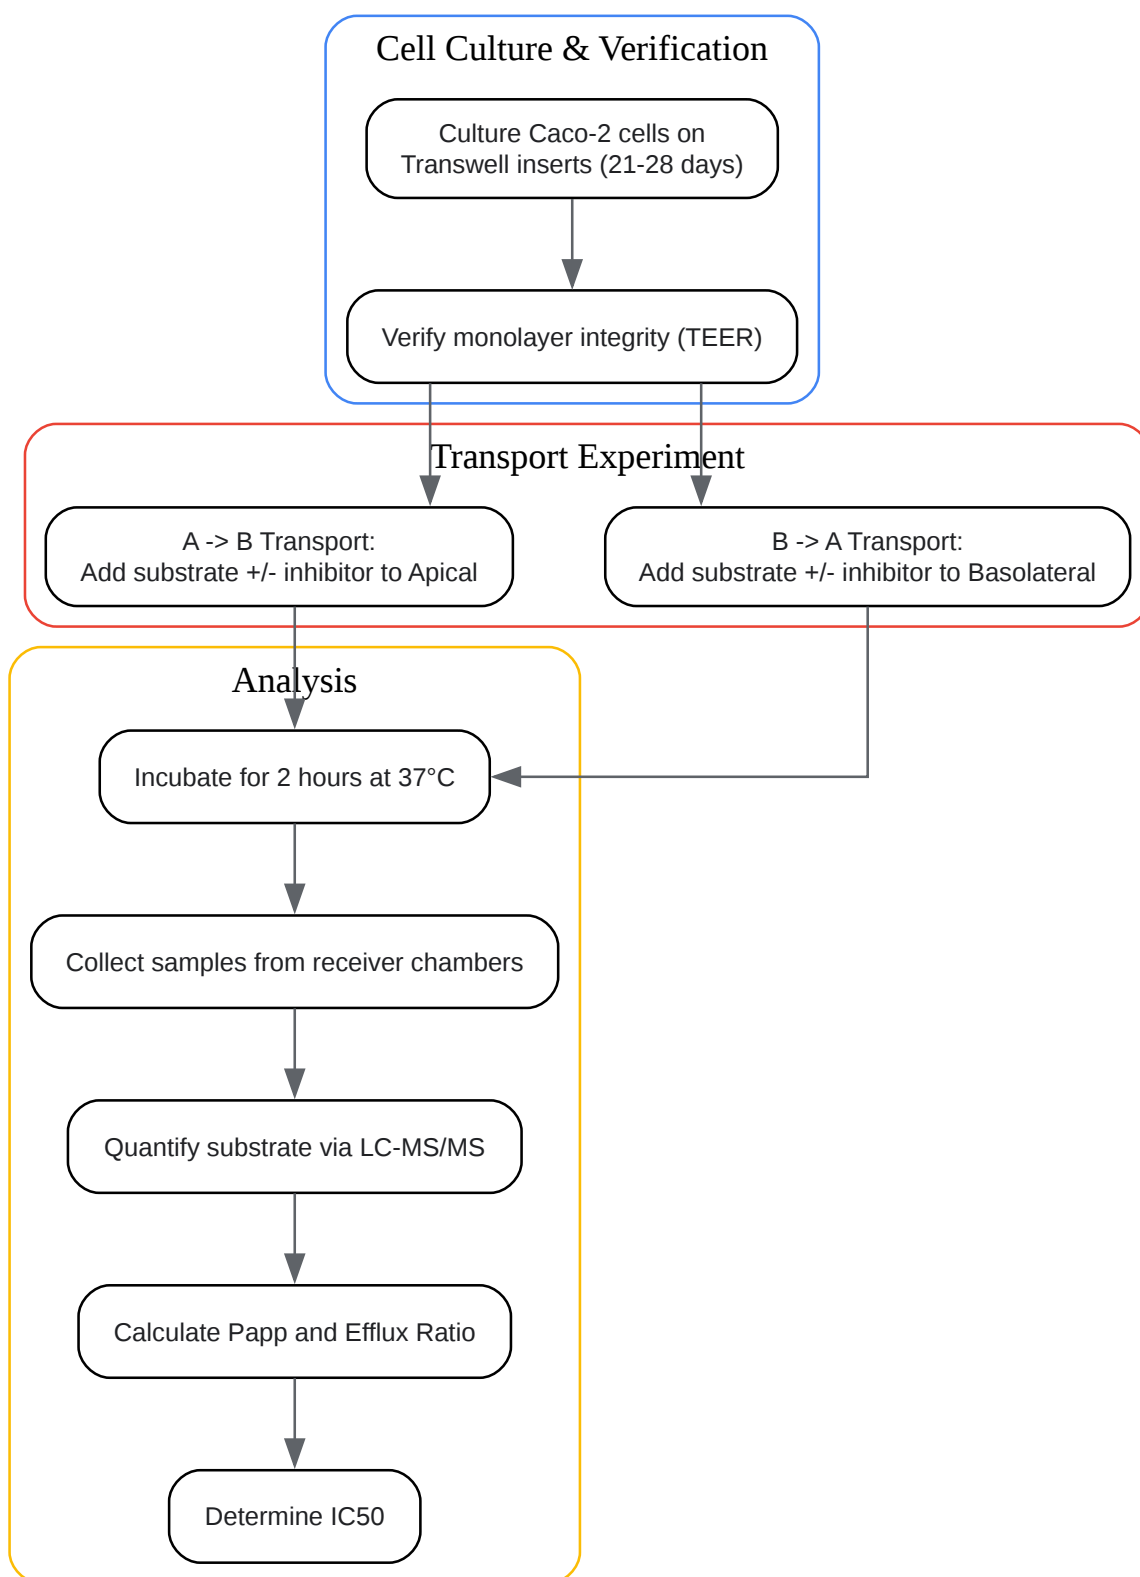 Cell Culture & Verification
Culture Caco-2 cells on
Transwell inserts (21-28 days)
Verify monolayer integrity (TEER)
Transport Experiment
A -> B Transport:
Add substrate +/- inhibitor to Apical
B -> A Transport:
Add substrate +/- inhibitor to Basolateral
Analysis
Incubate for 2 hours at 37°C
Collect samples from receiver chambers
Quantify substrate via LC-MS/MS
Calculate Papp and Efflux Ratio
Determine IC50